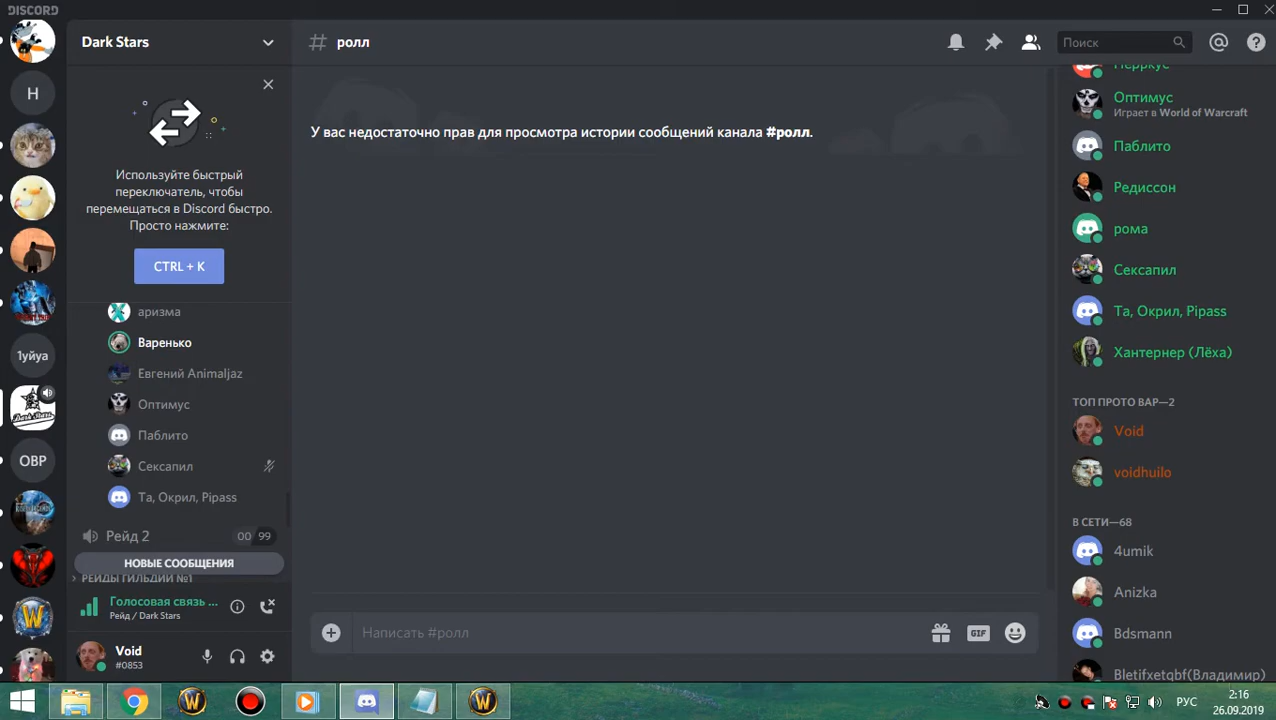 DISCORD
Dark Stars
ролл
Поиск
Используйте быстрый
переключатель, чтобы
перемещаться в Discord быстро.
Просто нажмите:
CTRL + K
У вас недостаточно прав для просмотра истории сообщений канала #ролл.
аризма
Варенько
Евгений Animaljaz
Оптимус
Паблито
Сексапил
Та, Окрил, Pipass
Рейд 2
00 99
НОВЫЕ СООБЩЕНИЯ
РЕЙДЫ ГИЛЬДИИ №1
Голосовая связь ...
Рейд / Dark Stars
Void
#0853
Написать #ролл
GIF
Перркус
Оптимус
Играет в World of Warcraft
Паблито
Редиссон
рома
Сексапил
Та, Окрил, Pipass
Хантернер (Лёха)
ТОП ПРОТО ВАР—2
Void
voidhuilo
В СЕТИ—68
4umik
Anizka
Bdsmann
Bletifxetqbf(Владимир)
Н
1уйуа
Dark Stars
ОВР
РУС
2:16
26.09.2019